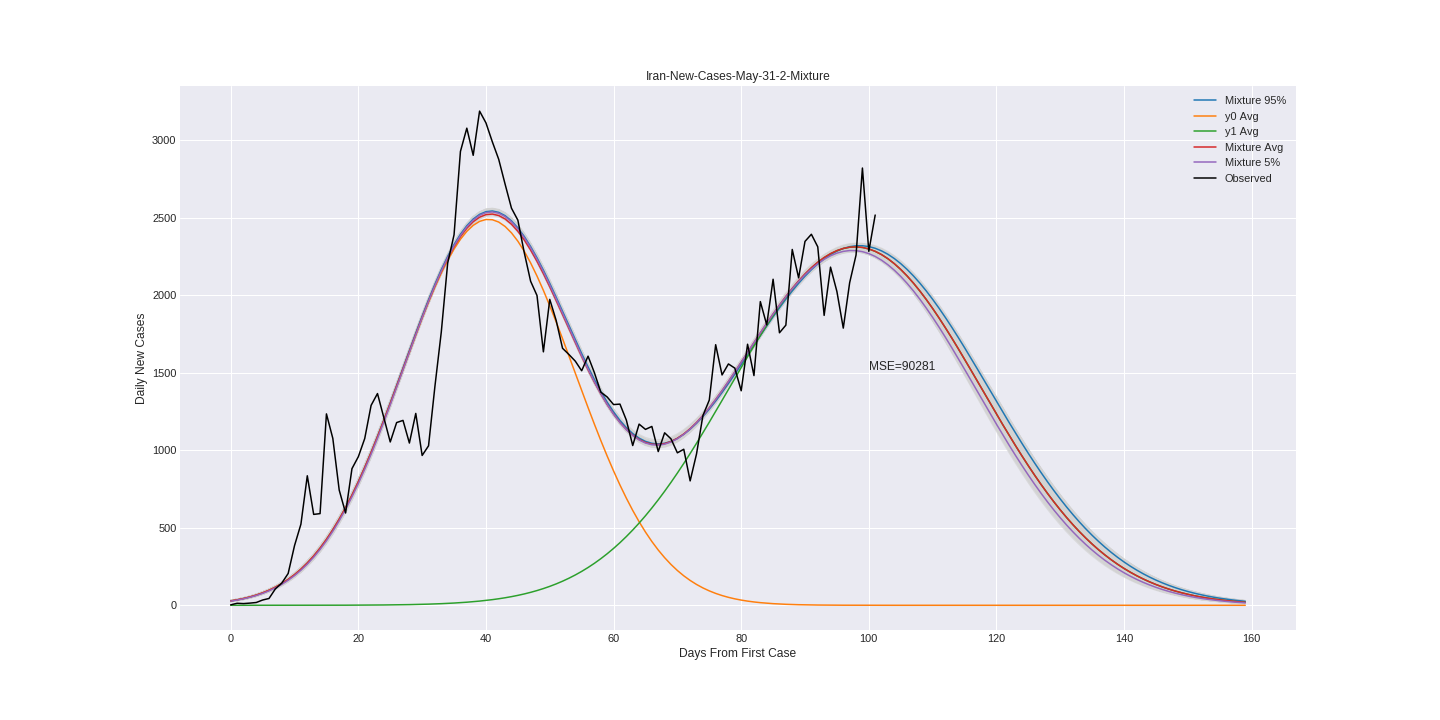 Iran-New-Cases-May-31-2-Mixture
Mixture 95%
y0 Avg
y1 Avg
Mixture Avg
Mixture 5%
Observed
3000
2500
2000
1500
1000
500
0
Daily New Cases
MSE=90281
0 20 40 60 80 100 120 140 160
Days From First Case